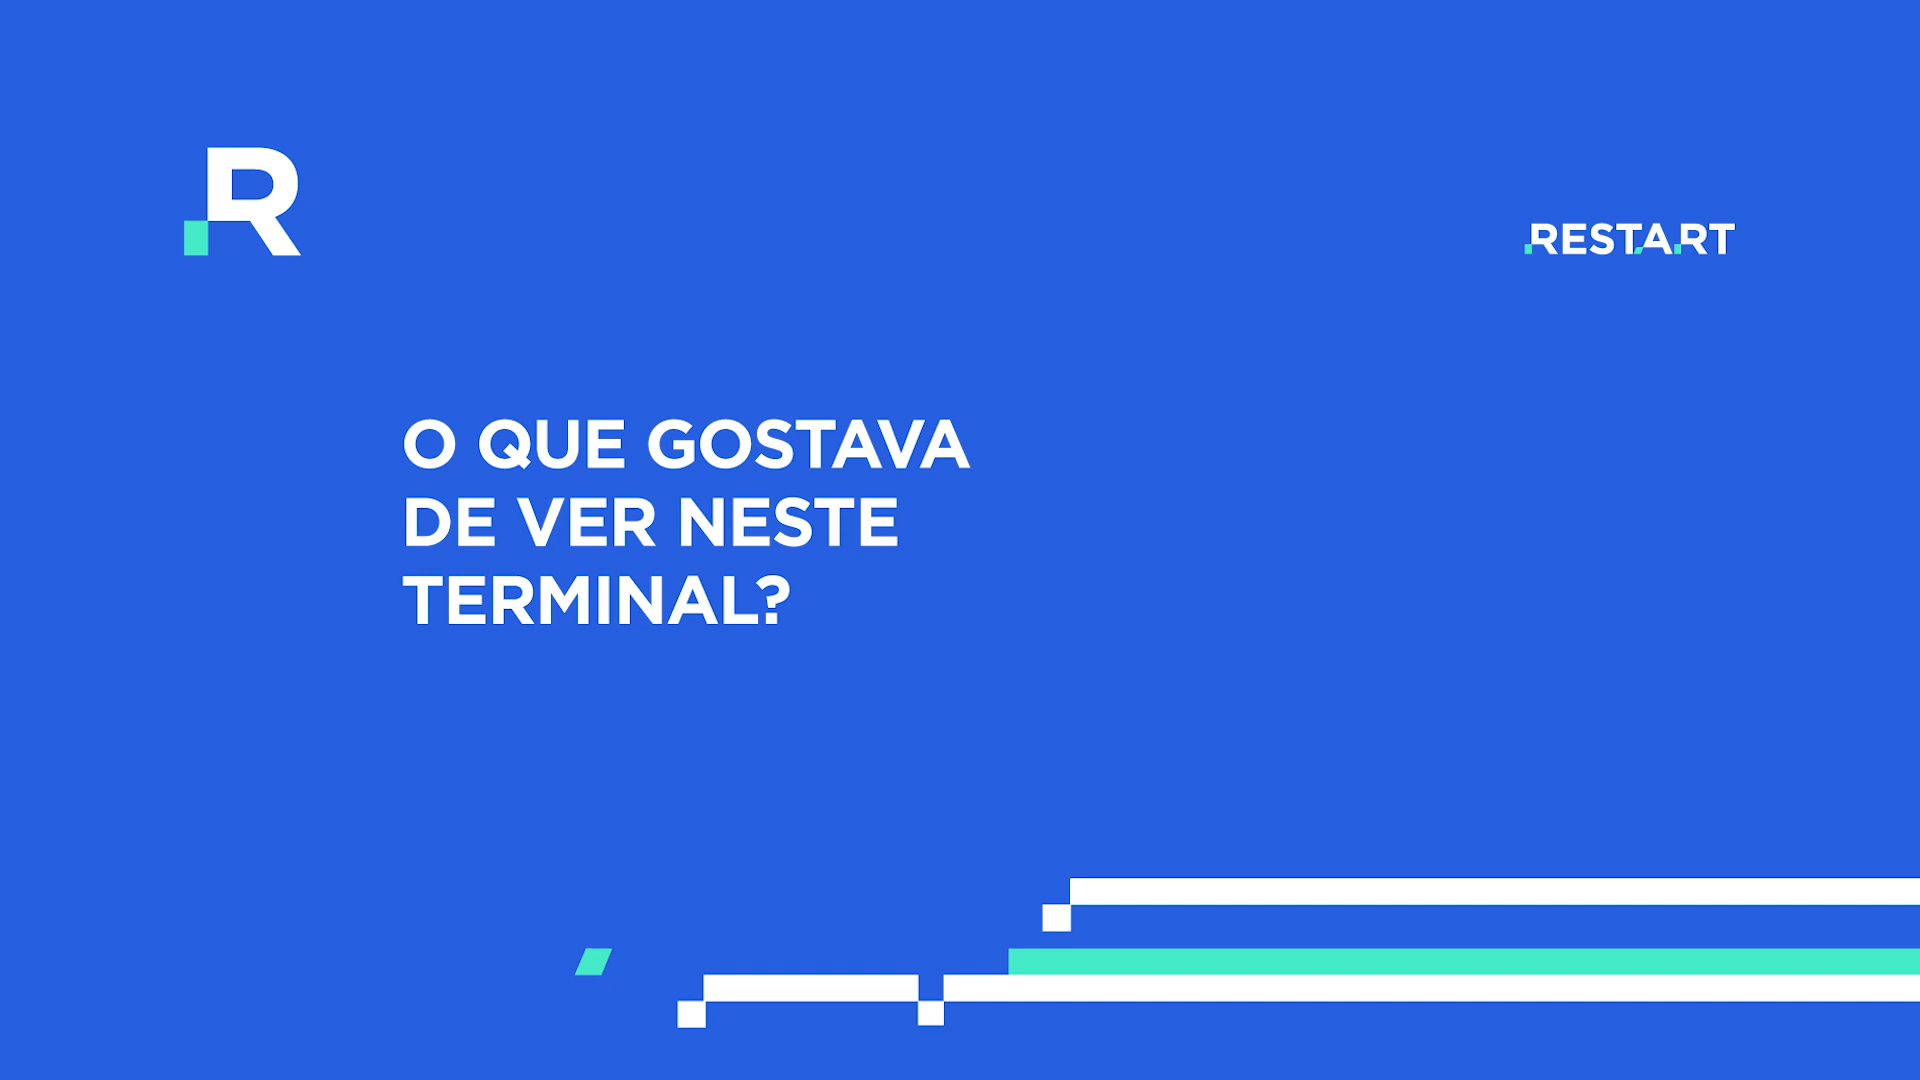 R
RESTART
O QUE GOSTAVA
DE VER NESTE
TERMINAL?